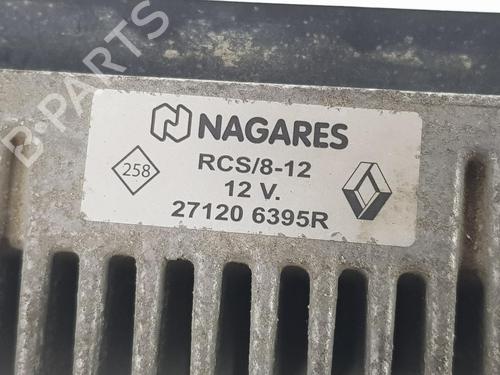 B-PARTS
NAGARES
RCS/8-12
258
12 V.
27120 6395R